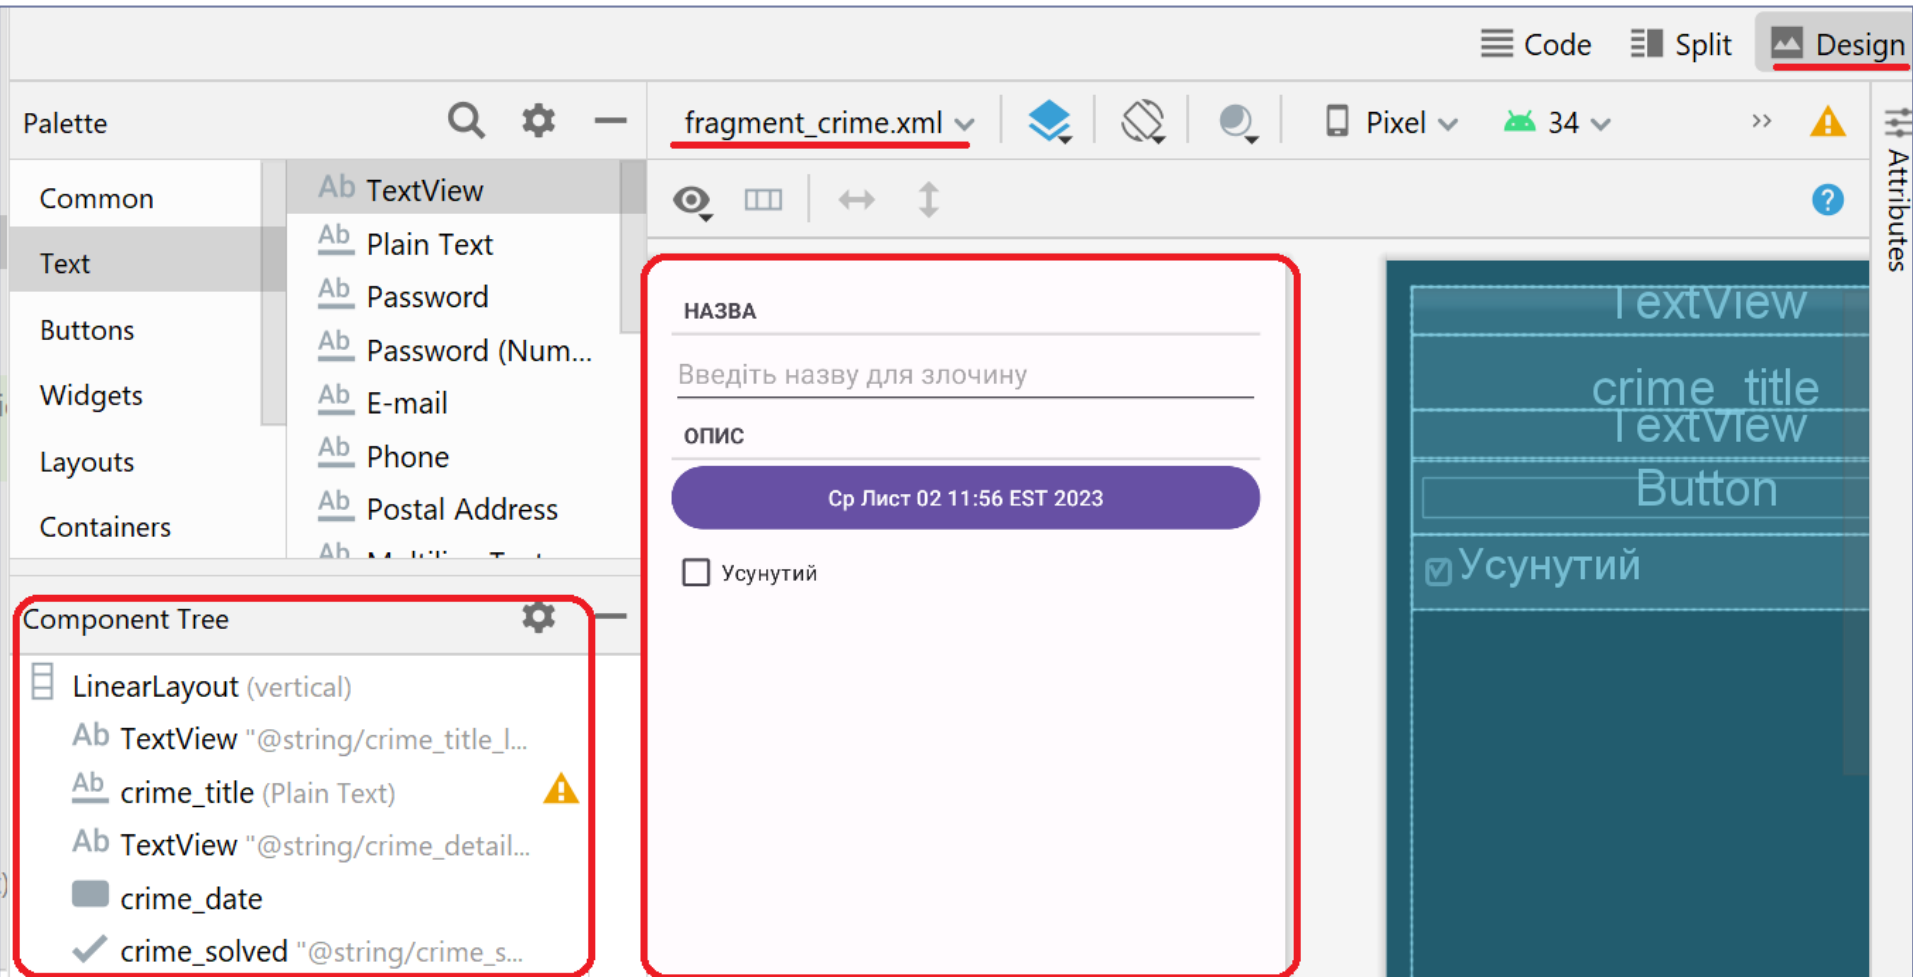 Code Split Design
Palette
fragment_crime.xml
Pixel
34
Attributes
Common
Text
Buttons
Widgets
Layouts
Containers
Ab TextView
Ab Plain Text
Ab Password
Ab Password (Num...
Ab E-mail
Ab Phone
Ab Postal Address
НАЗВА
Введіть назву для злочину
ОПИС
Ср Лист 02 11:56 EST 2023
Усунутий
TextView
crime_title
TextView
Button
Усунутий
Component Tree
LinearLayout (vertical)
Ab TextView "@string/crime_title_l...
Ab crime_title (Plain Text)
Ab TextView "@string/crime_detail...
crime_date
crime_solved "@string/crime_s...